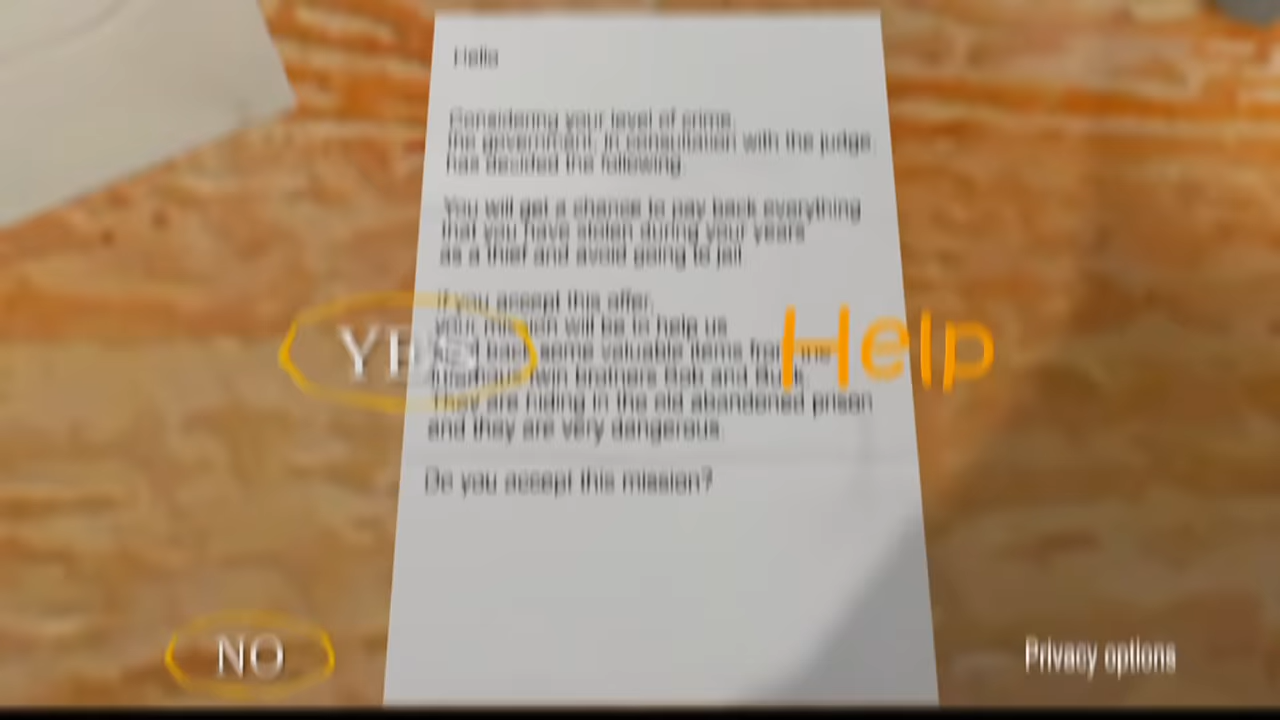 Hello
Considering your level of crime,
the government, in consultation with the judge
has decided the following
You will get a chance to pay back everything
that you have stolen during your years
as a thief and avoid going to jail.
If you accept this offer,
your mission will be to help us
some valuable items from the
twin brothers Bob and Buck
They are hiding in the old abandoned prison
and they are very dangerous.
Do you accept this mission?
YES
Help
NO
Privacy options